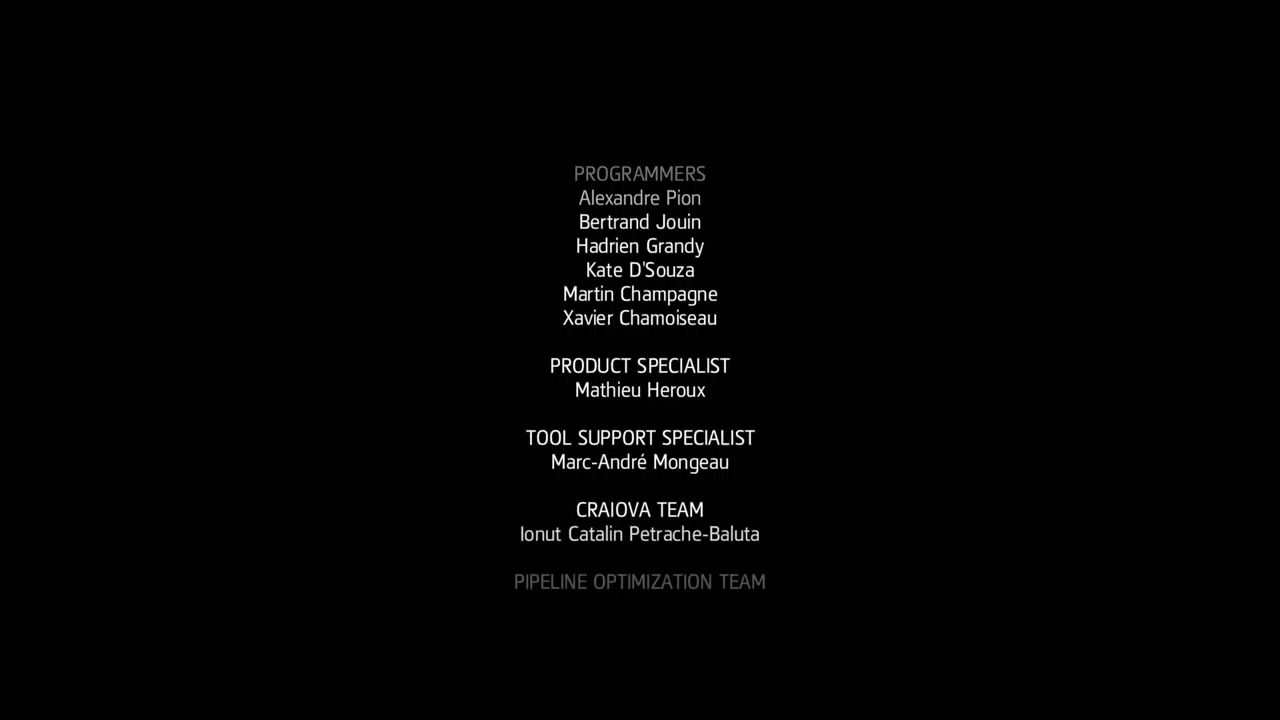 PROGRAMMERS
Alexandre Pion
Bertrand Jouin
Hadrien Grandy
Kate D'Souza
Martin Champagne
Xavier Chamoiseau
PRODUCT SPECIALIST
Mathieu Heroux
TOOL SUPPORT SPECIALIST
Marc-André Mongeau
CRAIOVA TEAM
Ionut Catalin Petrache-Baluta
PIPELINE OPTIMIZATION TEAM